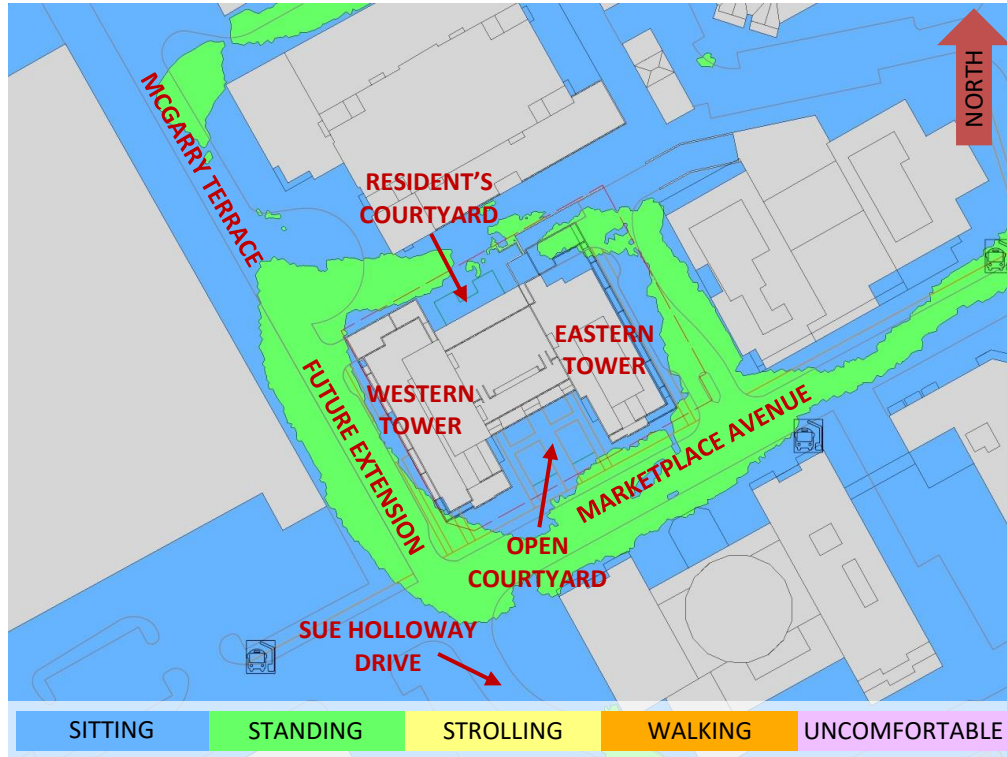 NORTH
MCGARRY TERRACE
RESIDENT'S
COURTYARD
EASTERN
TOWER
WESTERN
TOWER
FUTURE EXTENSION
MARKETPLACE AVENUE
OPEN
COURTYARD
SUE HOLLOWAY
DRIVE
SITTING
STANDING
STROLLING
WALKING
UNCOMFORTABLE